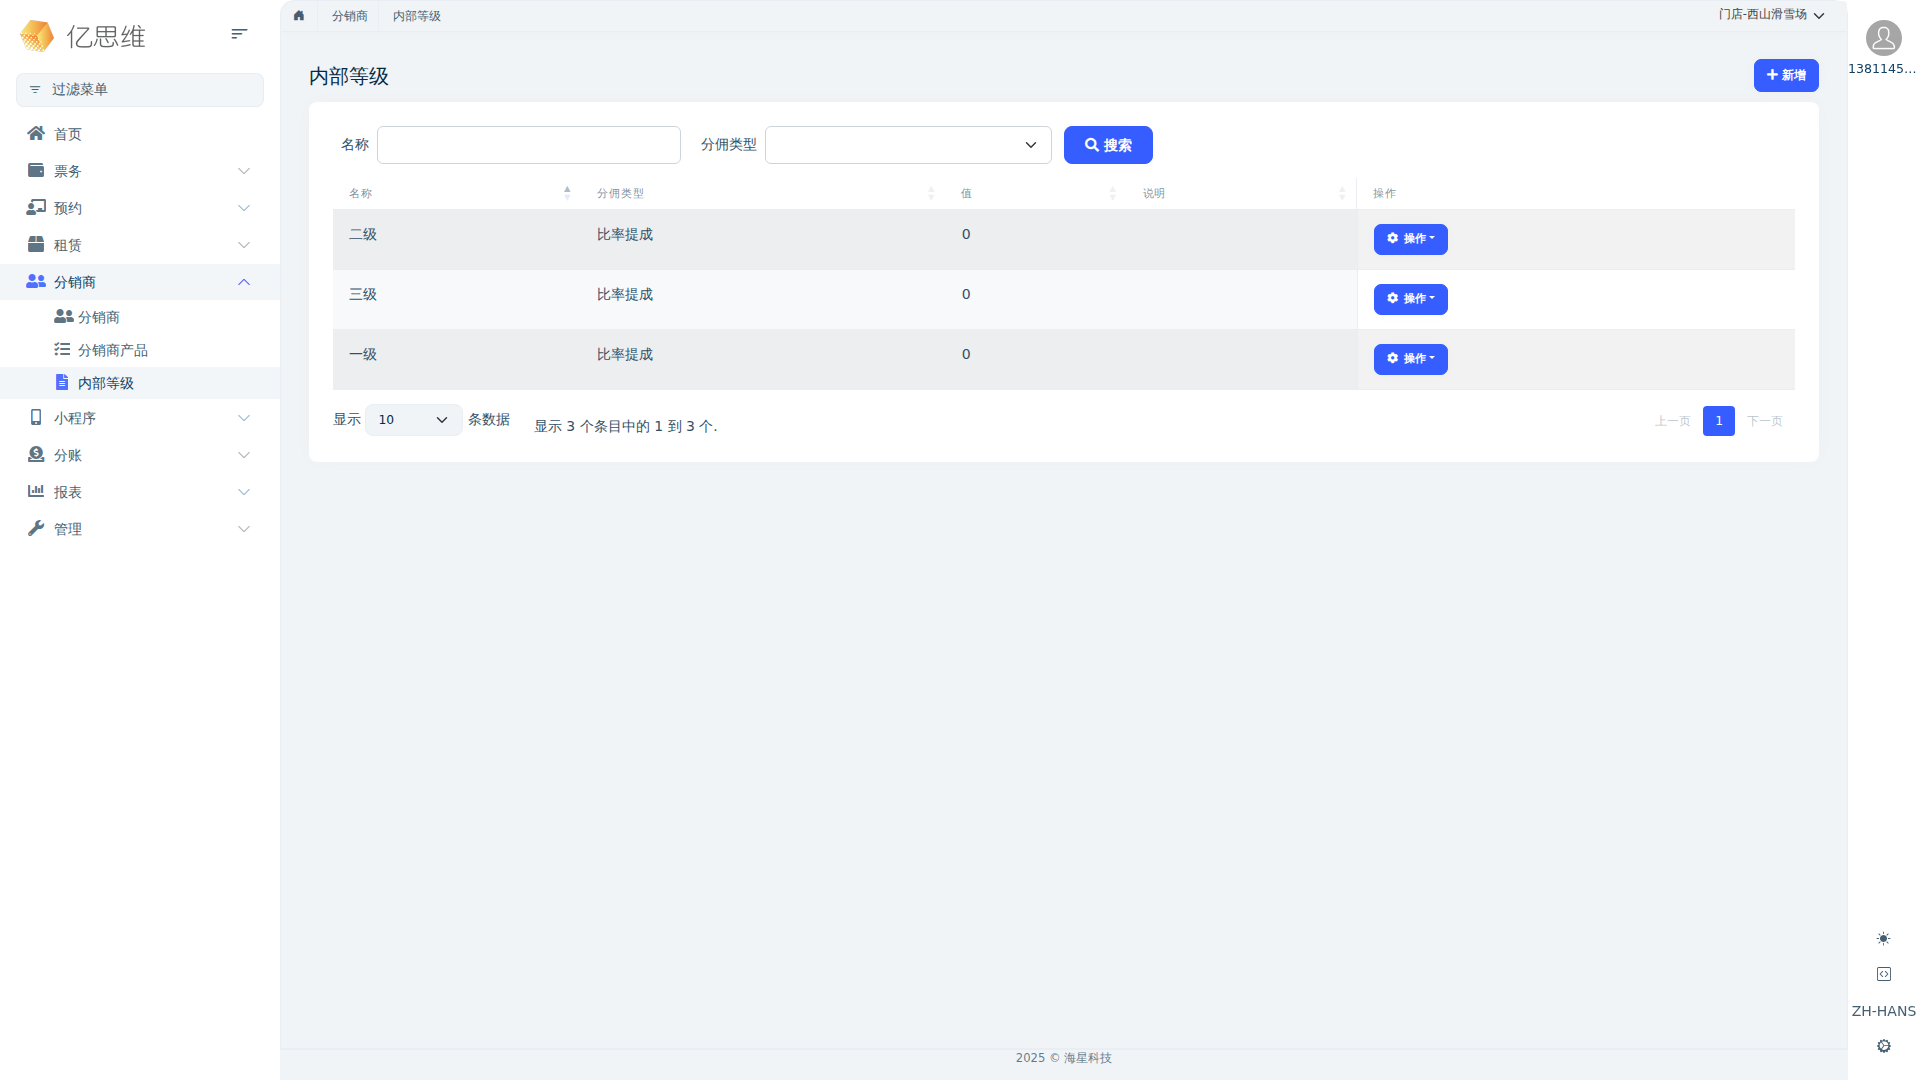 亿思维
过滤菜单
首页
票务
预约
租赁
分销商
分销商
分销商产品
内部等级
小程序
分账
报表
管理
分销商 内部等级
门店-西山滑雪场
1381145...
内部等级
新增
名称 分佣类型 搜索
名称 分佣类型 值 说明 操作
二级 比率提成 0 操作
三级 比率提成 0 操作
一级 比率提成 0 操作
显示 10 条数据 显示 3 个条目中的 1 到 3 个.
上一页 1 下一页
ZH-HANS
2025 © 海星科技